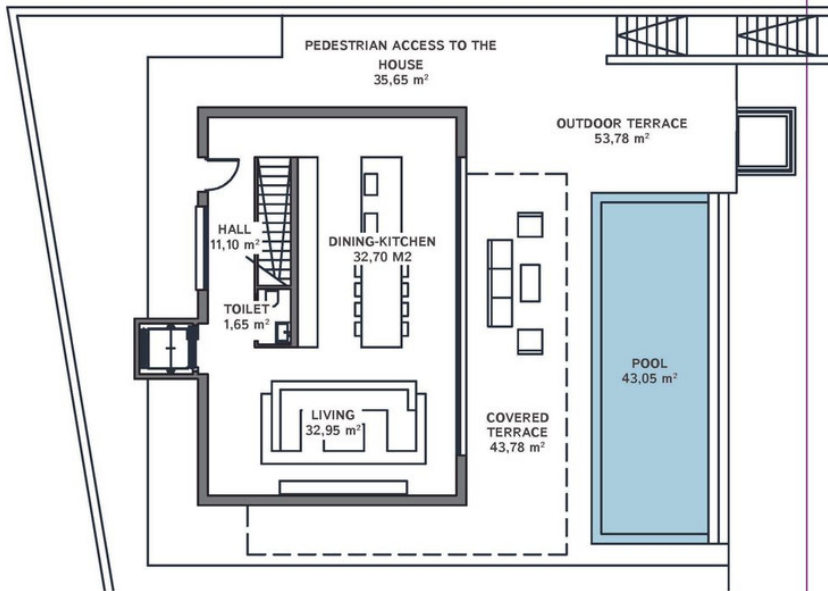 PEDESTRIAN ACCESS TO THE
HOUSE
35,65 m²
OUTDOOR TERRACE
53,78 m²
HALL
11,10 m²
DINING-KITCHEN
32,70 M2
TOILET
1,65 m²
POOL
43,05 m²
LIVING
32,95 m²
COVERED
TERRACE
43,78 m²